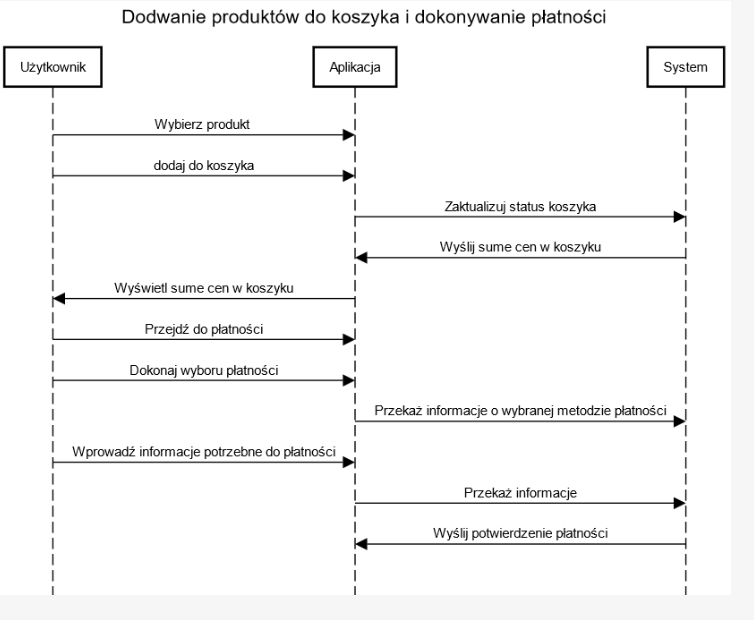 Dodwanie produktów do koszyka i dokonywanie płatności
Użytkownik
Aplikacja
System
Wybierz produkt
dodaj do koszyka
Zaktualizuj status koszyka
Wyślij sume cen w koszyku
Wyświetl sume cen w koszyku
Przejdź do płatności
Dokonaj wyboru płatności
Przekaż informacje o wybranej metodzie płatności
Wprowadź informacje potrzebne do płatności
Przekaż informacje
Wyślij potwierdzenie płatności